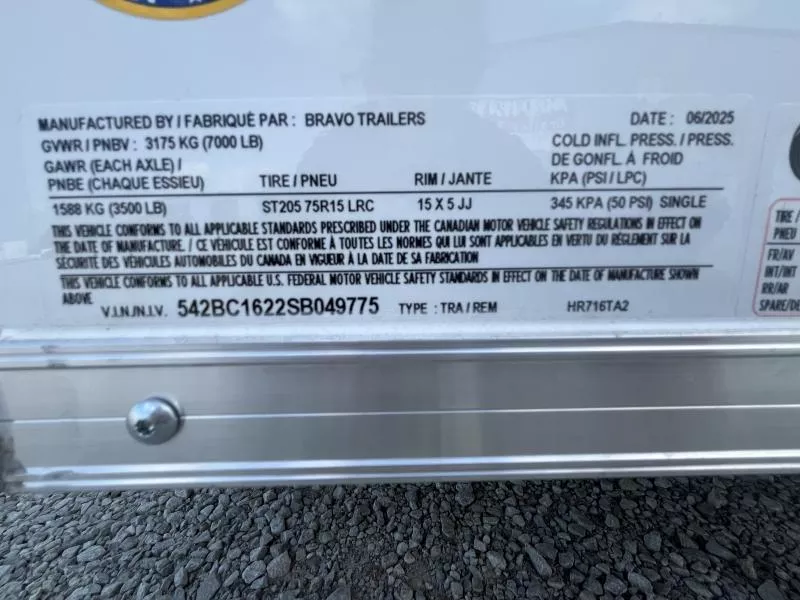 MANUFACTURED BY / FABRIQUÉ PAR : BRAVO TRAILERS DATE : 06/2025
GVWR / PNBV : 3175 KG (7000 LB) COLD INFL. PRESS. / PRESS.
GAWR (EACH AXLE) / DE GONFL. À FROID
PNBE (CHAQUE ESSIEU) TIRE / PNEU RIM / JANTE KPA (PSI / LPC)
1588 KG (3500 LB) ST205 75R15 LRC 15 X 5 JJ 345 KPA (50 PSI) SINGLE
THIS VEHICLE CONFORMS TO ALL APPLICABLE STANDARDS PRESCRIBED UNDER THE CANADIAN MOTOR VEHICLE SAFETY REGULATIONS IN EFFECT ON
THE DATE OF MANUFACTURE. / CE VÉHICULE EST CONFORME À TOUTES LES NORMES QUI LUI SONT APPLICABLES EN VERTU DU RÉGLEMENT SUR LA
SÉCURITÉ DES VÉHICULES AUTOMOBILES DU CANADA EN VIGUEUR À LA DATE DE SA FABRICATION
THIS VEHICLE CONFORMS TO ALL APPLICABLE U.S. FEDERAL MOTOR VEHICLE SAFETY STANDARDS IN EFFECT ON THE DATE OF MANUFACTURE SHOWN
ABOVE
V.I.N./N.I.V. 542BC1622SB049775 TYPE : TRA / REM HR716TA2
TIRE /
FR/AV
INT/INT
RR/AR
SPARE/DE